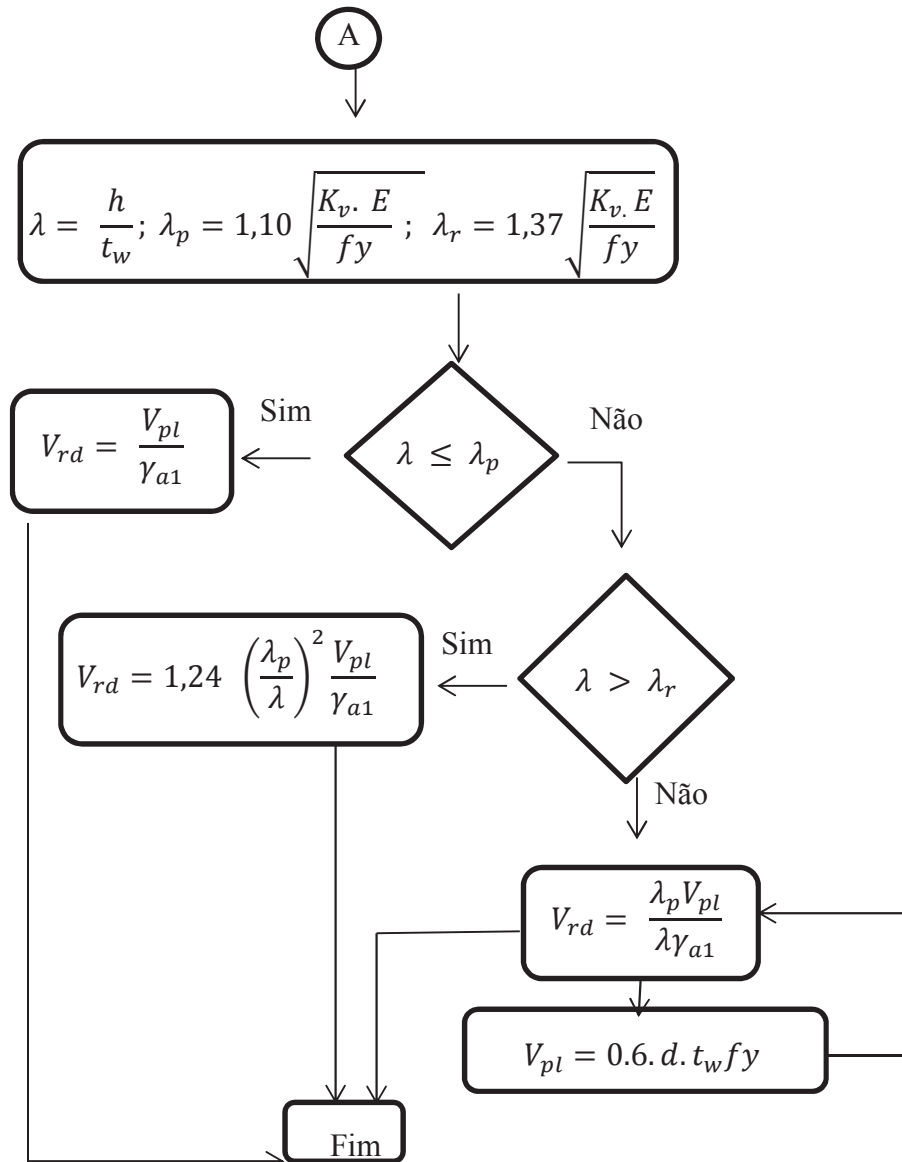 A
λ = h/t_w; λ_p = 1,10 √(K_v. E/fy); λ_r = 1,37 √(K_v. E/fy)
λ ≤ λ_p
Sim
Não
V_rd = V_pl/γ_a1
λ > λ_r
Sim
Não
V_rd = 1,24 (λ_p/λ)² V_pl/γ_a1
V_rd = λ_p V_pl/λγ_a1
V_pl = 0.6. d. t_w fy
Fim